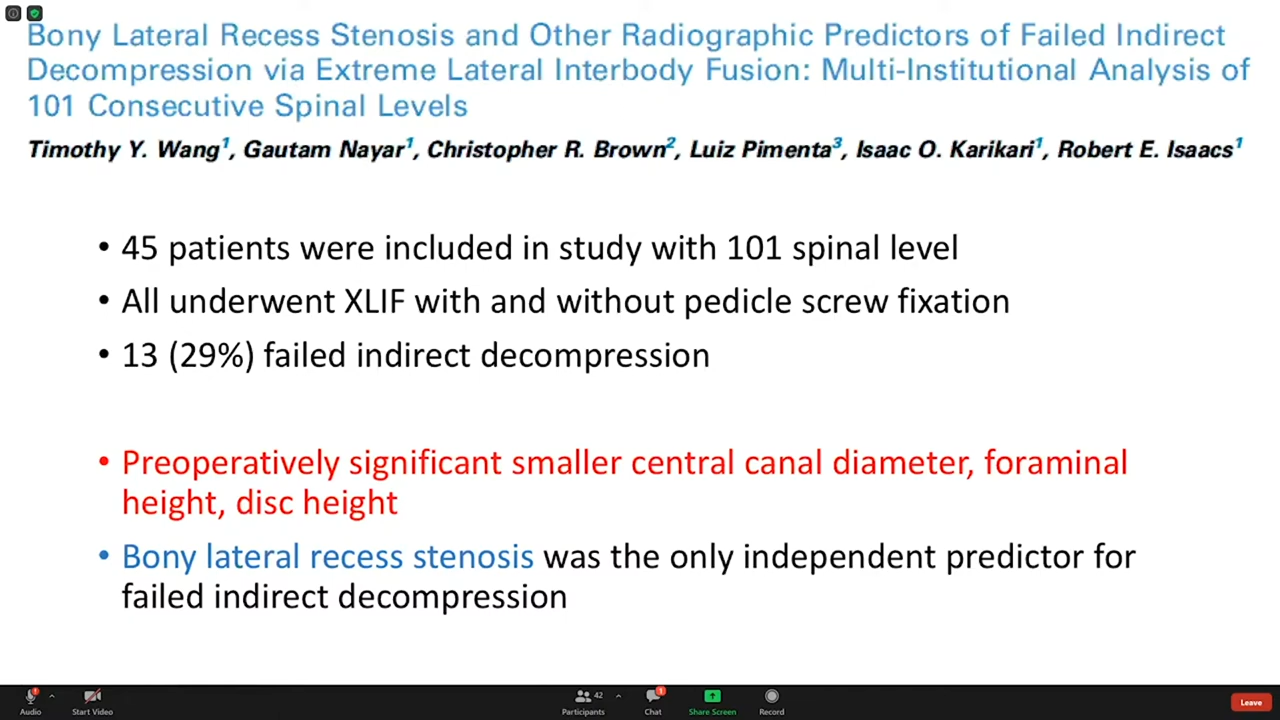 Bony Lateral Recess Stenosis and Other Radiographic Predictors of Failed Indirect
Decompression via Extreme Lateral Interbody Fusion: Multi-Institutional Analysis of
101 Consecutive Spinal Levels
Timothy Y. Wang1, Gautam Nayar1, Christopher R. Brown2, Luiz Pimenta3, Isaac O. Karikari1, Robert E. Isaacs1
• 45 patients were included in study with 101 spinal level
• All underwent XLIF with and without pedicle screw fixation
• 13 (29%) failed indirect decompression
• Preoperatively significant smaller central canal diameter, foraminal
height, disc height
• Bony lateral recess stenosis was the only independent predictor for
failed indirect decompression
42 1
Audio Start Video Participants Chat Share Screen Record Leave